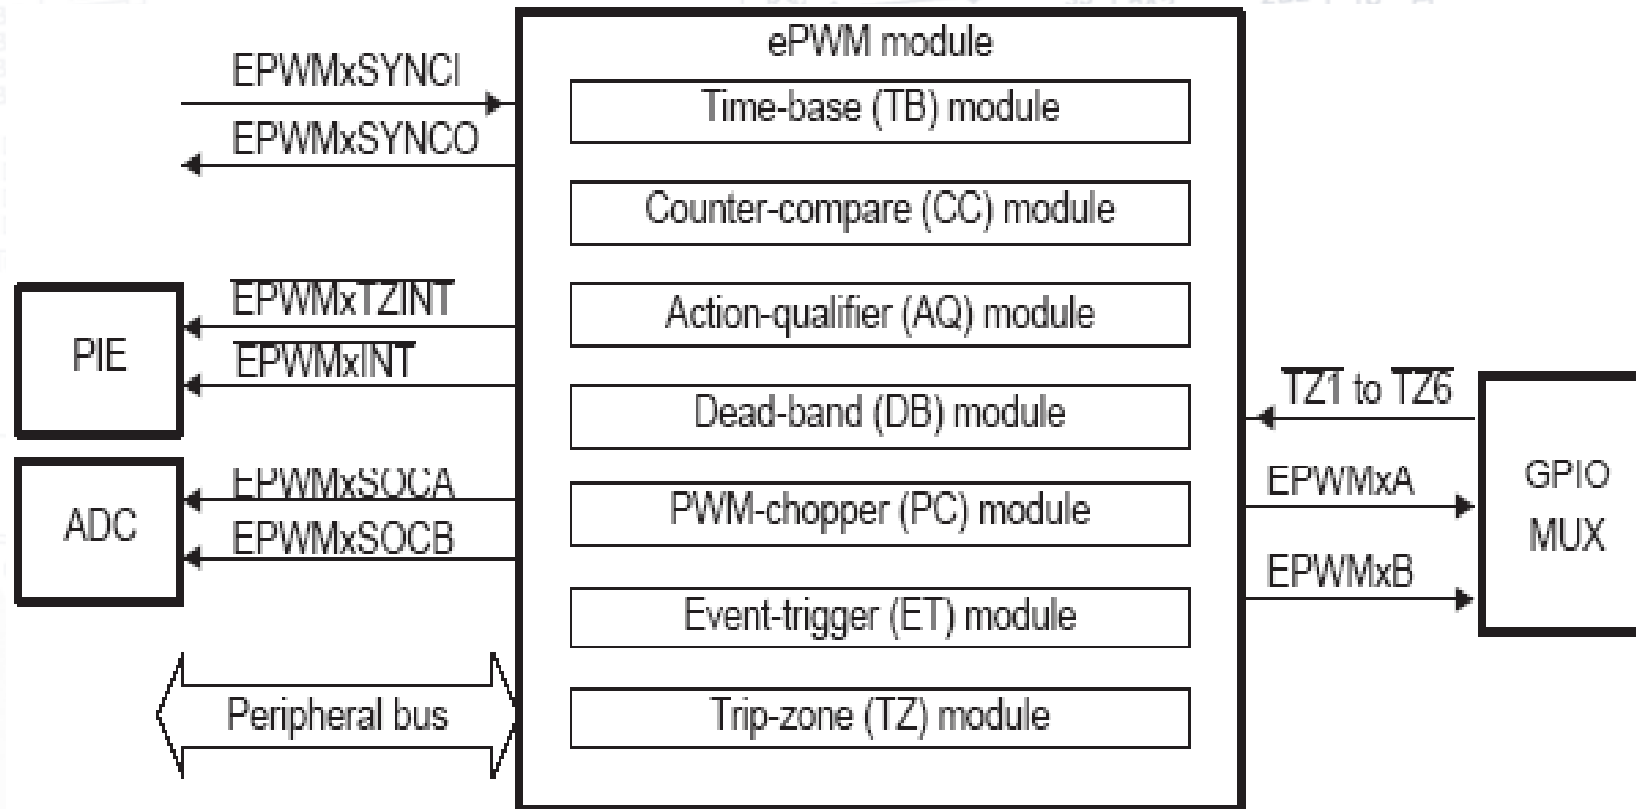 ePWM module
EPWMxSYNCI
Time-base (TB) module
EPWMxSYNCO
Counter-compare (CC) module
EPWMxTZINT
Action-qualifier (AQ) module
PIE
EPWMxINT
TZ1 to TZ6
Dead-band (DB) module
EPWMxSOCA
EPWMxA
GPIO
MUX
PWM-chopper (PC) module
ADC
EPWMxSOCB
EPWMxB
Event-trigger (ET) module
Peripheral bus
Trip-zone (TZ) module